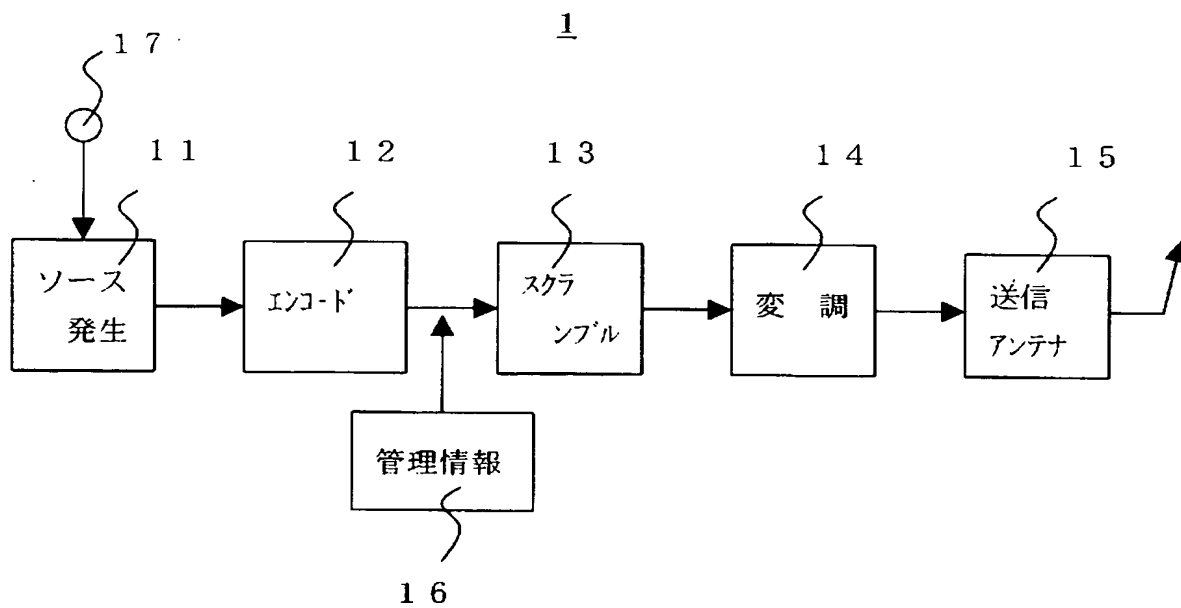 1
１７
１１
１２
１３
１４
１５
ソース
発生
エンコード
スクラ
ンブル
変 調
送信
アンテナ
管理情報
１６